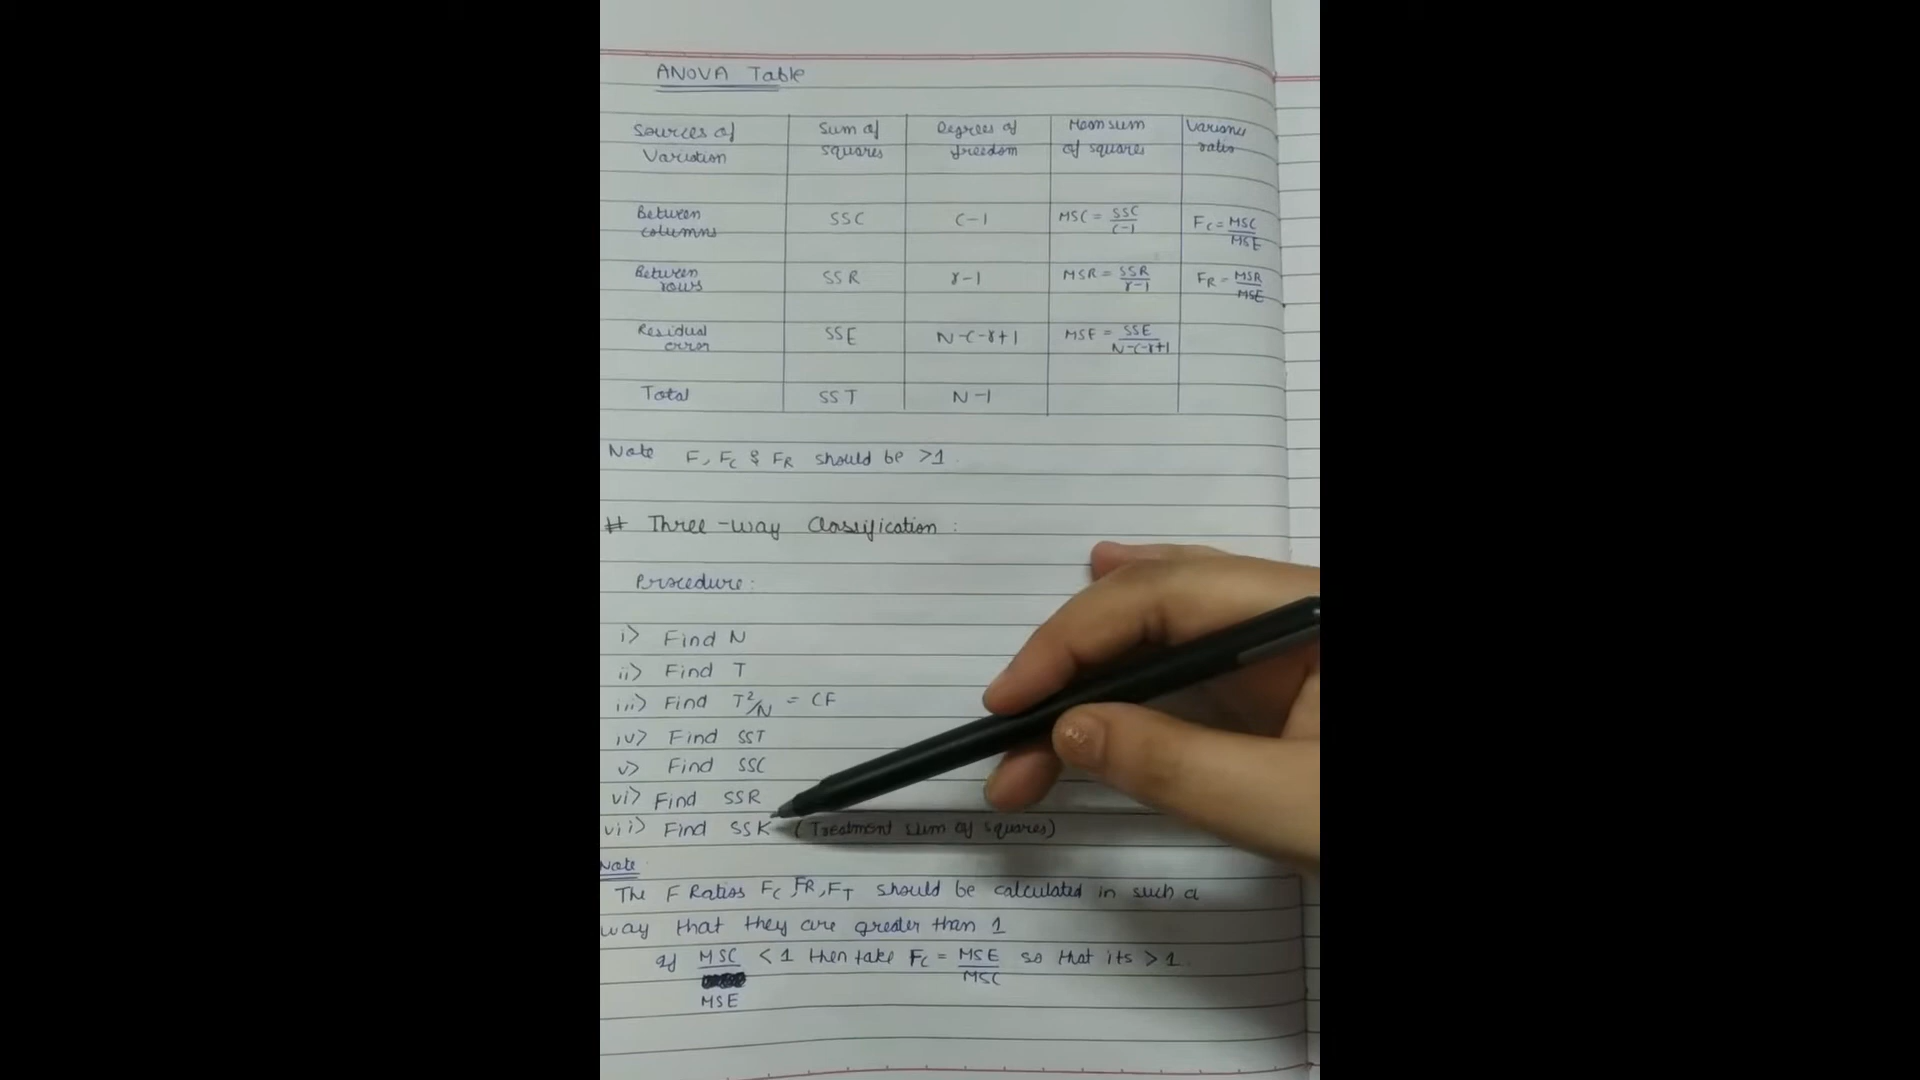 ANOVA Table
Sources of Variation | Sum of squares | Degrees of freedom | Mean sum of squares | Variance ratio
Between columns | SSC | C-1 | MSC = SSC/C-1 | FC = MSC/MSE
Between rows | SSR | r-1 | MSR = SSR/r-1 | FR = MSR/MSE
Residual error | SSE | N-C-r+1 | MSE = SSE/N-C-r+1
Total | SST | N-1
Note F, FC & FR should be >1.
# Three-way Classification:
Procedure:
i> Find N
ii> Find T
iii> Find T²/N = CF
iv> Find SST
v> Find SSC
vi> Find SSR
vii> Find SSK (Treatment sum of squares)
Note
The F Ratios FC, FR, FT should be calculated in such a
way that they are greater than 1
If MSC/MSE < 1 then take FC = MSE/MSC so that its > 1.